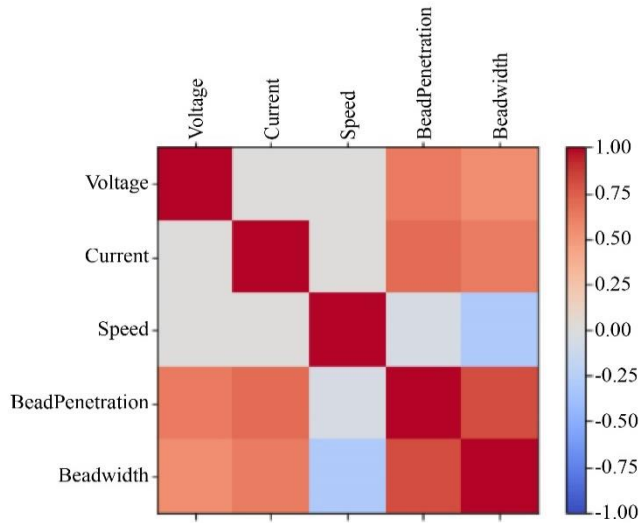 Voltage
Current
Speed
BeadPenetration
Beadwidth
Voltage
Current
Speed
BeadPenetration
Beadwidth
1.00
0.75
0.50
0.25
0.00
-0.25
-0.50
-0.75
-1.00